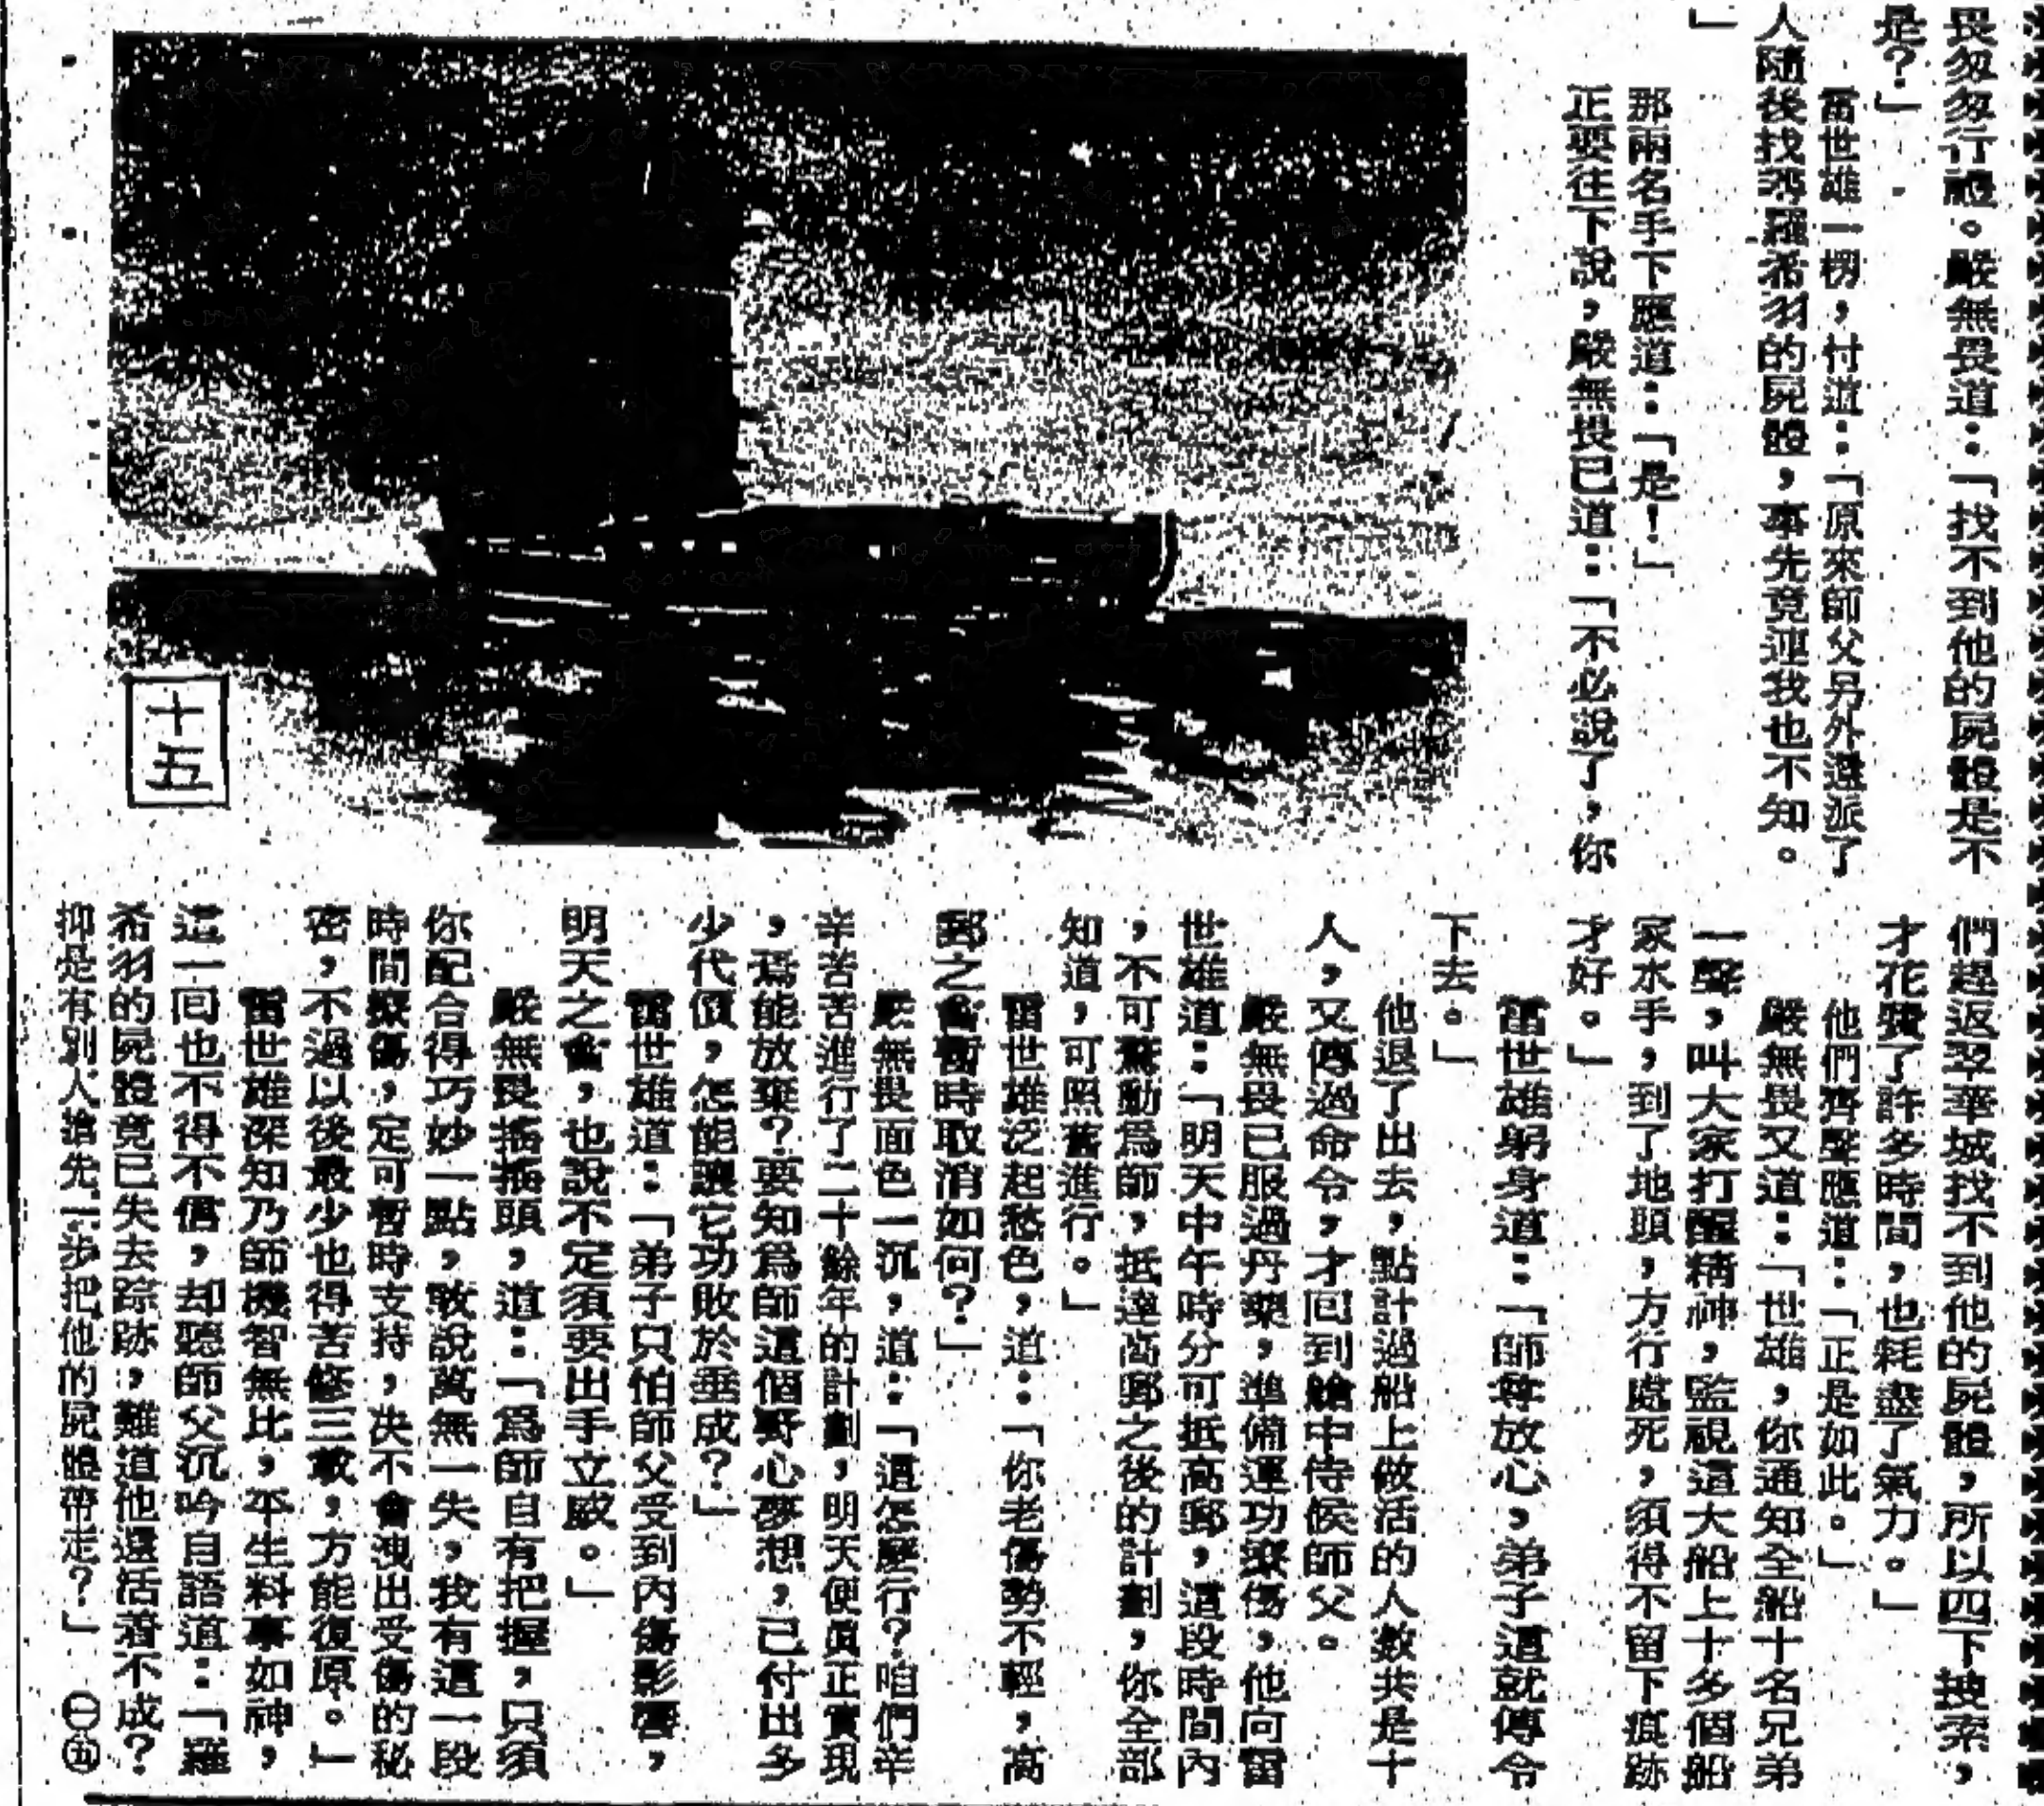 畏匆匆行禮。嚴無畏道：「找不到他的屍體是不
是？」
雷世雄一楞，忖道：「原來師父另外還派了
人隨後找尋羅希羽的屍體，事先竟連我也不知。
」
那兩名手下應道：「是！」
正要往下說，嚴無畏已道：「不必說了，你
們趕返翠華城找不到他的屍體，所以四下搜索，
才花費了許多時間，也耗盡了氣力。」
他們齊聲應道：「正是如此。」
嚴無畏又道：「世雄，你通知全船十名兄弟
一聲，叫大家打醒精神，監視這大船上十多個船
家水手，到了地頭，方行處死，須得不留下痕跡
才好。」
雷世雄躬身道：「師尊放心，弟子這就傳令
下去。」
他退了出去，點計過船上做活的人數共是十
人，又傳過命令，才回到艙中侍候師父。
嚴無畏已服過丹藥，準備運功療傷，他向雷
世雄道：「明天中午時分可抵高郵，這段時間內
，不可驚動爲師，抵達高郵之後的計劃，你全部
知道，可照舊進行。」
雷世雄泛起愁色，道：「你老傷勢不輕，高
郵之會暫時取消如何？」
嚴無畏面色一沉，道：「這怎麼行？咱們辛
辛苦苦進行了二十餘年的計劃，明天便眞正實現
，焉能放棄？要知爲師這個野心夢想，已付出多
少代價，怎能讓它功敗於垂成？」
雷世雄道：「弟子只怕師父受到內傷影響，
明天之會，也說不定須要出手立威。」
嚴無畏搖搖頭，道：「爲師自有把握，只須
你配合得巧妙一點，敢說萬無一失，我有這一段
時間療傷，定可暫時支持，決不會洩出受傷的秘
密，不過以後最少也得苦修三載，方能復原。」
雷世雄深知乃師機智無比，平生料事如神，
這一回也不得不信，却聽師父沉吟自語道：「羅
希羽的屍體竟已失去踪跡，難道他還活着不成？
抑是有別人搶先一步把他的屍體帶走？」㊀㊄
十五